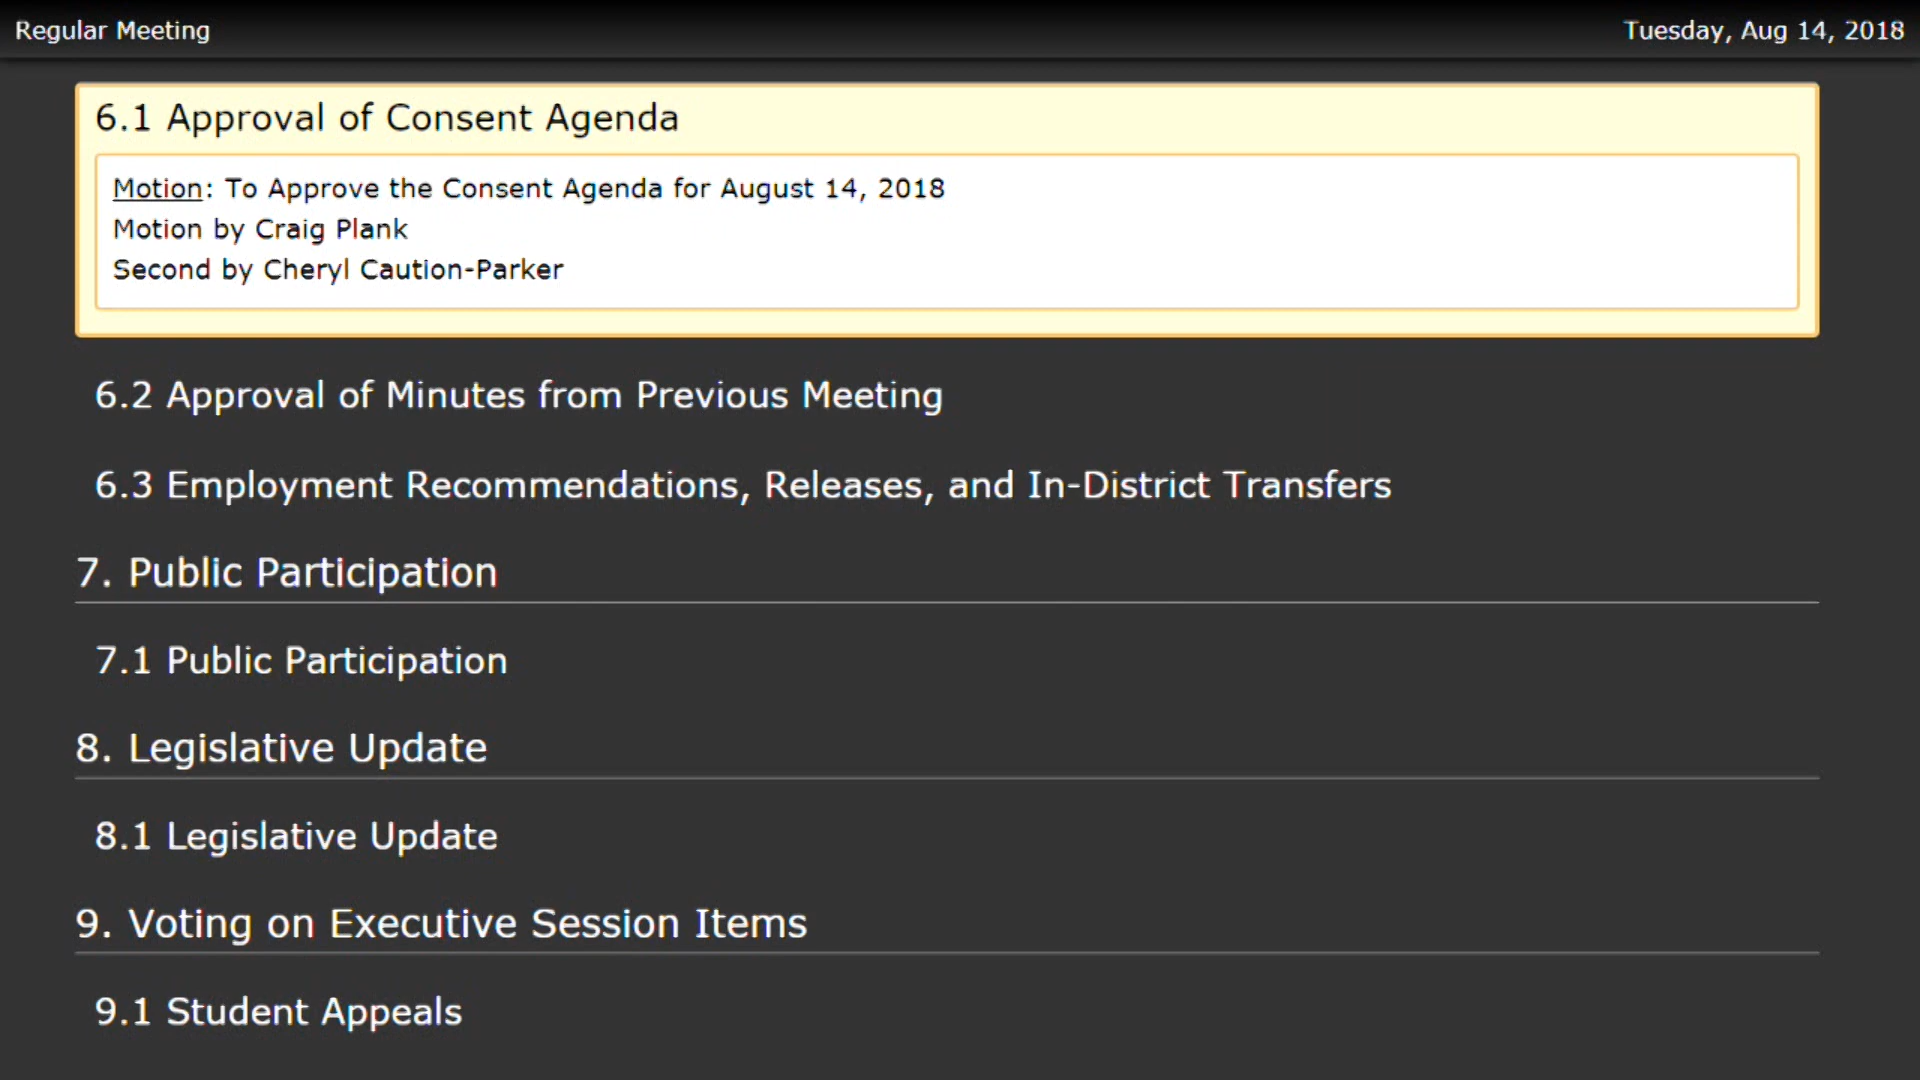 Regular Meeting
Tuesday, Aug 14, 2018
6.1 Approval of Consent Agenda
Motion: To Approve the Consent Agenda for August 14, 2018
Motion by Craig Plank
Second by Cheryl Caution-Parker
6.2 Approval of Minutes from Previous Meeting
6.3 Employment Recommendations, Releases, and In-District Transfers
7. Public Participation
7.1 Public Participation
8. Legislative Update
8.1 Legislative Update
9. Voting on Executive Session Items
9.1 Student Appeals